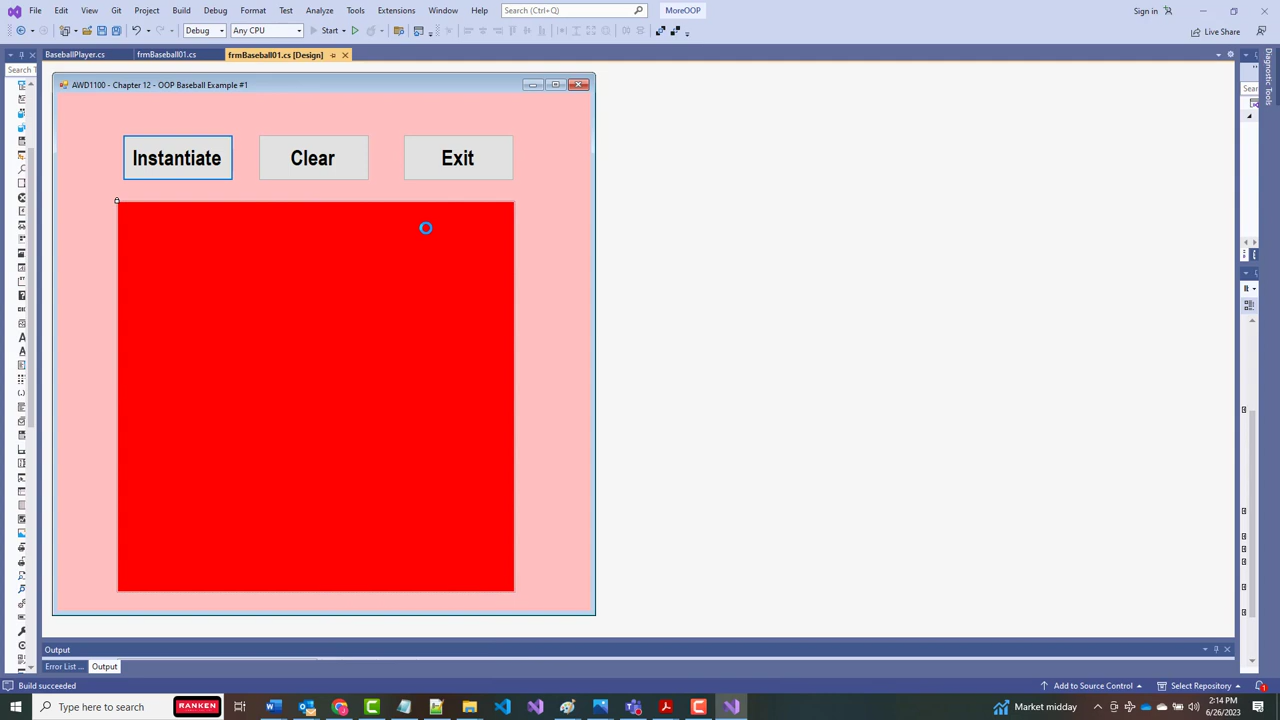 File Edit View Git Project Build Debug Format Test Analyze Tools Extensions Window Help Search (Ctrl+Q) MoreOOP Sign in
Debug Any CPU Start Live Share
BaseballPlayer.cs frmBaseball01.cs frmBaseball01.cs [Design]
Diagnostic Tools
AWD1100 - Chapter 12 - OOP Baseball Example #1
Instantiate Clear Exit
Output
Error List ... Output
Build succeeded Add to Source Control Select Repository
Type here to search RANKEN Market midday 2:14 PM
6/26/2023